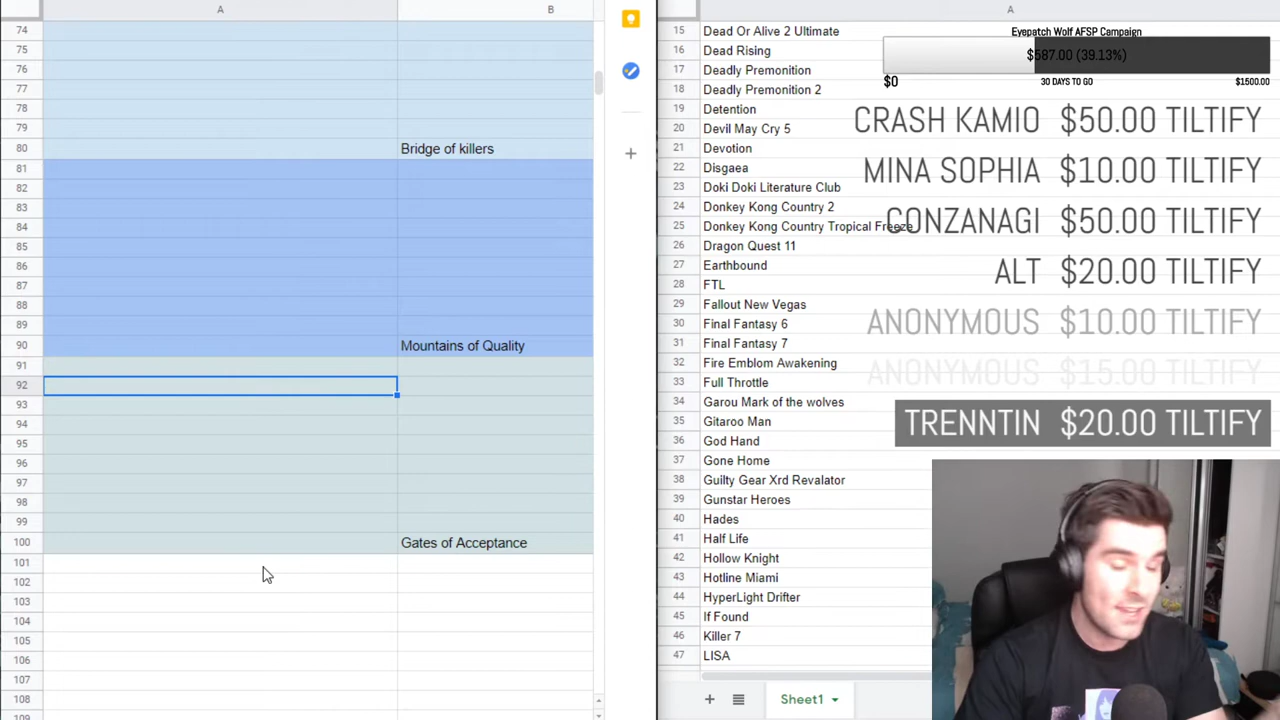 A
B
74
75
76
77
78
79
80 Bridge of killers
81
82
83
84
85
86
87
88
89
90 Mountains of Quality
91
92
93
94
95
96
97
98
99
100 Gates of Acceptance
101
102
103
104
105
106
107
108
109
A
15 Dead Or Alive 2 Ultimate
16 Dead Rising
17 Deadly Premonition
18 Deadly Premonition 2
19 Detention
20 Devil May Cry 5
21 Devotion
22 Disgaea
23 Doki Doki Literature Club
24 Donkey Kong Country 2
25 Donkey Kong Country Tropical Freeze
26 Dragon Quest 11
27 Earthbound
28 FTL
29 Fallout New Vegas
30 Final Fantasy 6
31 Final Fantasy 7
32 Fire Emblom Awakening
33 Full Throttle
34 Garou Mark of the wolves
35 Gitaroo Man
36 God Hand
37 Gone Home
38 Guilty Gear Xrd Revalator
39 Gunstar Heroes
40 Hades
41 Half Life
42 Hollow Knight
43 Hotline Miami
44 HyperLight Drifter
45 If Found
46 Killer 7
47 LISA
Sheet1
Eyepatch Wolf AFSP Campaign
$587.00 (39.13%)
$0 30 DAYS TO GO $1500.00
CRASH KAMIO $50.00 TILTIFY
MINA SOPHIA $10.00 TILTIFY
CONZANAGI $50.00 TILTIFY
ALT $20.00 TILTIFY
ANONYMOUS $10.00 TILTIFY
ANONYMOUS $15.00 TILTIFY
TRENNTIN $20.00 TILTIFY